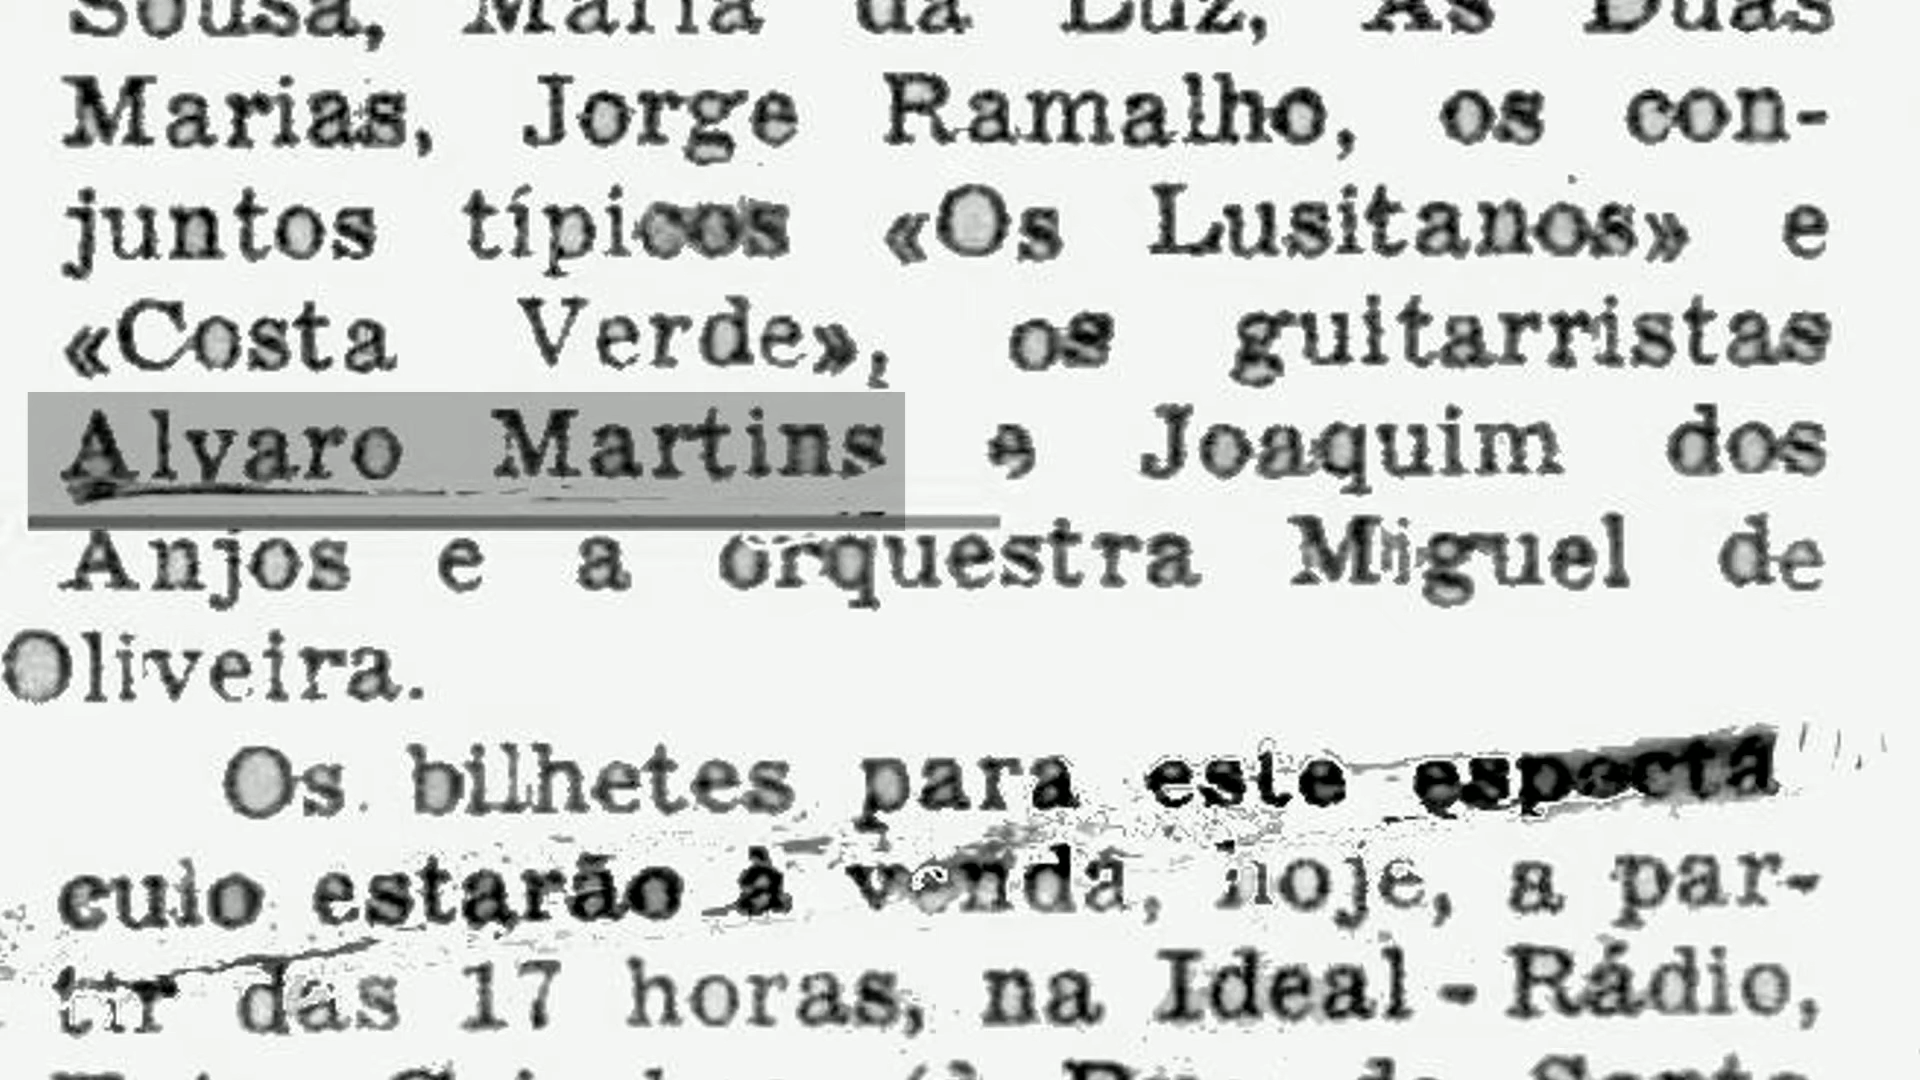 Sousa, Maria da Luz, As Duas
Marias, Jorge Ramalho, os con-
juntos típicos «Os Lusitanos» e
«Costa Verde», os guitarristas
Alvaro Martins e Joaquim dos
Anjos e a orquestra Miguel de
Oliveira.
Os bilhetes para este espectá
culo estarão à venda, hoje, a par-
tir das 17 horas, na Ideal-Rádio,